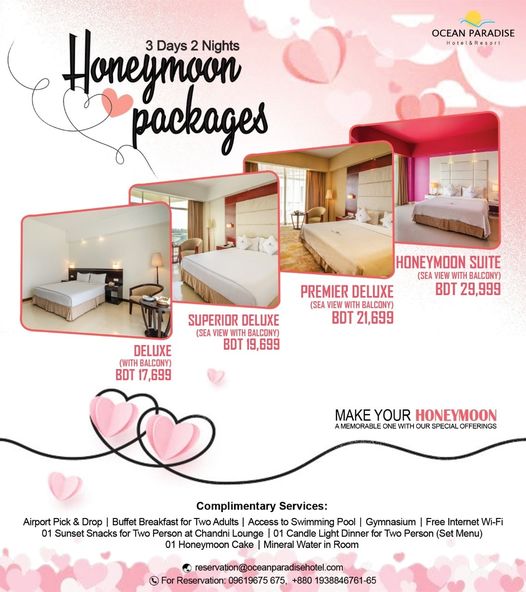 OCEAN PARADISE
Hotel & Resort
3 Days 2 Nights
Honeymoon
packages
HONEYMOON SUITE
(SEA VIEW WITH BALCONY)
BDT 29,999
PREMIER DELUXE
(SEA VIEW WITH BALCONY)
BDT 21,699
SUPERIOR DELUXE
(SEA VIEW WITH BALCONY)
BDT 19,699
DELUXE
(WITH BALCONY)
BDT 17,699
MAKE YOUR HONEYMOON
A MEMORABLE ONE WITH OUR SPECIAL OFFERINGS
Complimentary Services:
Airport Pick & Drop | Buffet Breakfast for Two Adults | Access to Swimming Pool | Gymnasium | Free Internet Wi-Fi
01 Sunset Snacks for Two Person at Chandni Lounge | 01 Candle Light Dinner for Two Person (Set Menu)
01 Honeymoon Cake | Mineral Water in Room
reservation@oceanparadisehotel.com
For Reservation: 09619675 675, +880 1938846761-65